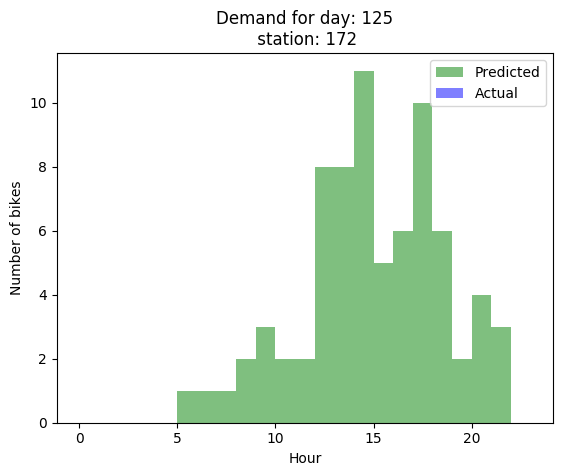 Demand for day: 125
station: 172
Predicted
Actual
Number of bikes
10
8
6
4
2
0
0
5
10
15
20
Hour